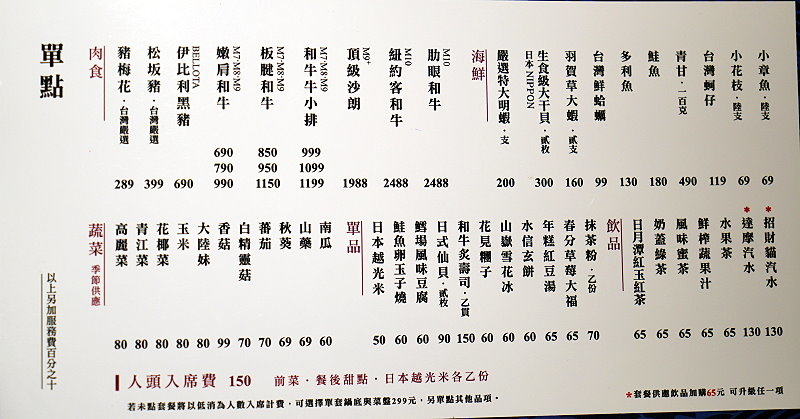 單點
肉食
豬梅花・台灣嚴選 289
松坂豬・台灣嚴選 399
伊比利黑豬 BELLOTA 690
嫩肩和牛 M7・M8・M9 690 790 990
板腱和牛 M7・M8・M9 850 950 1150
和牛牛小排 M7・M8・M9 999 1099 1199
頂級沙朗 M9+ 1988
紐約客和牛 M10 2488
肋眼和牛 M10 2488
海鮮
嚴選特大明蝦・支 200
生食級大干貝・貳枚 日本 NIPPON 300
羽賀草大蝦・貳支 160
台灣鮮蛤蠣 99
多利魚 130
鮭魚 180
青甘・一百克 490
台灣蚵仔 119
小花枝・陸支 69
小章魚・陸支 69
蔬菜 季節供應
高麗菜 80
青江菜 80
花椰菜 80
玉米 80
大陸妹 80
香菇 99
白精靈菇 70
番茄 70
秋葵 69
山藥 69
南瓜 60
單品
日本越光米 50
鮭魚卵玉子燒 60
鱈場風味豆腐 60
日式仙貝・貳枚 90
和牛炙壽司・乙貫 150
花見糰子 60
山嶽雪花冰 60
水信玄餅 60
年糕紅豆湯 65
春分草莓大福 65
抹茶粉・乙份 70
飲品
日月潭紅玉紅茶 65
奶蓋綠茶 65
風味蜜茶 65
鮮榨蔬果汁 65
水果茶 65
*達摩汽水 130
*招財貓汽水 130
以上另加服務費百分之十
人頭入席費 150 前菜・餐後甜點・日本越光米各乙份
若未點套餐將以低消為人數入席計費，可選擇單套鍋底與菜盤299元，另單點其他品項。
*套餐供應飲品加購65元 可升級任一項